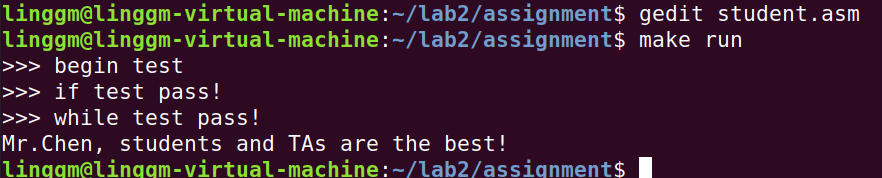 linggm@linggm-virtual-machine:~/lab2/assignment$ gedit student.asm
linggm@linggm-virtual-machine:~/lab2/assignment$ make run
>>> begin test
>>> if test pass!
>>> while test pass!
Mr.Chen, students and TAs are the best!
linggm@linggm-virtual-machine:~/lab2/assignment$